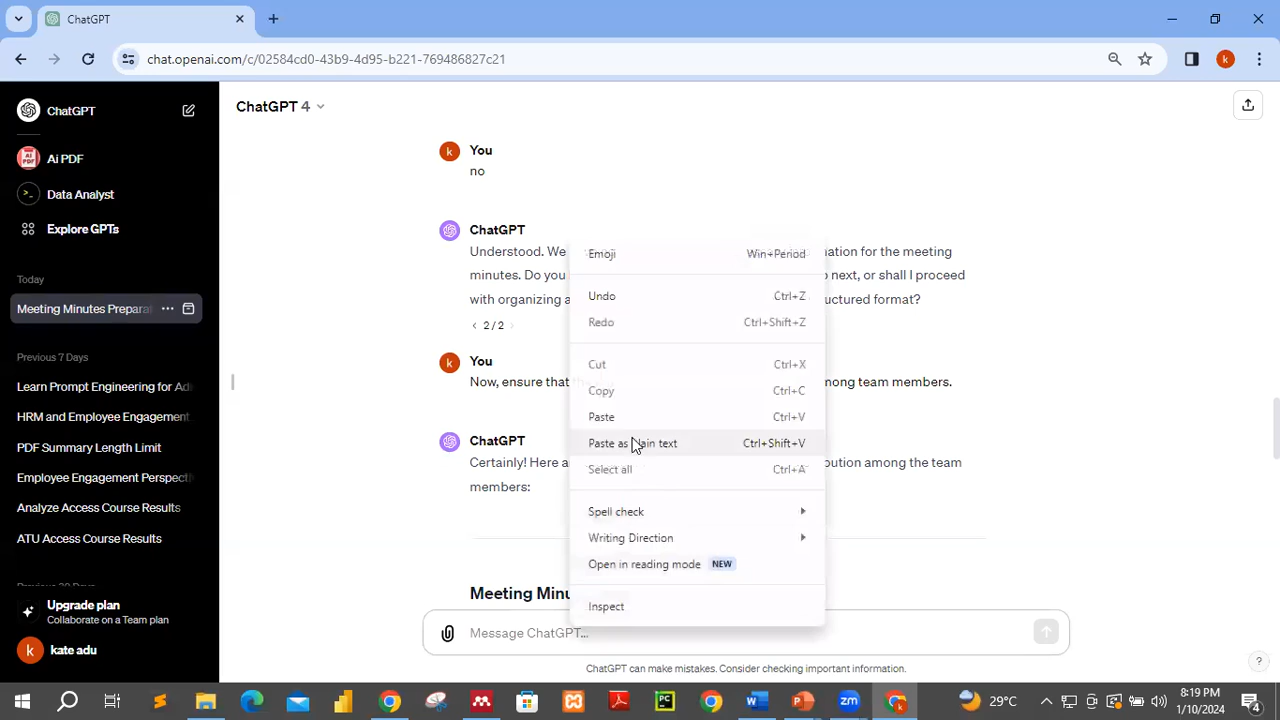 ChatGPT
chat.openai.com/c/02584cd0-43b9-4d95-b221-769486827c21
k
ChatGPT
Ai PDF
Data Analyst
Explore GPTs
Today
Meeting Minutes Prepara
Previous 7 Days
Learn Prompt Engineering for Ad
HRM and Employee Engagement
PDF Summary Length Limit
Employee Engagement Perspecti
Analyze Access Course Results
ATU Access Course Results
Previous 30 Days
Upgrade plan
Collaborate on a Team plan
k kate adu
ChatGPT 4
k You
no
ChatGPT
Understood. We
ation for the meeting
minutes. Do you
o next, or shall I proceed
with organizing a
uctured format?
2 / 2
k You
Now, ensure that
mong team members.
ChatGPT
Certainly! Here a
bution among the team
members:
Meeting Minu
Message ChatGPT...
ChatGPT can make mistakes. Consider checking important information.
?
Emoji Win+Period
Undo Ctrl+Z
Redo Ctrl+Shift+Z
Cut Ctrl+X
Copy Ctrl+C
Paste Ctrl+V
Paste as plain text Ctrl+Shift+V
Select all Ctrl+A
Spell check
Writing Direction
Open in reading mode NEW
Inspect
29°C
8:19 PM
1/10/2024
4